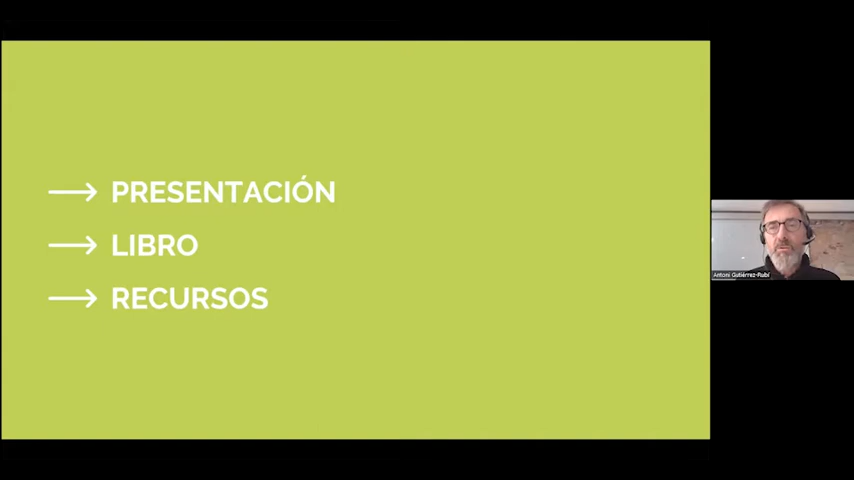 PRESENTACIÓN
LIBRO
RECURSOS
Antoni Gutiérrez-Rubí